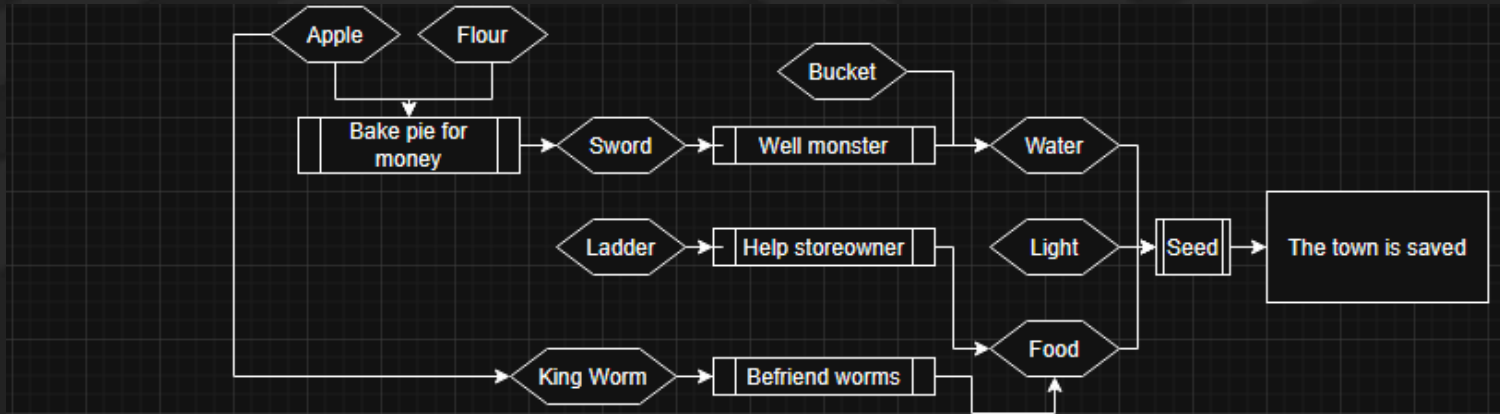 Apple
Flour
Bucket
Bake pie for
money
Sword
Well monster
Water
Ladder
Help storeowner
Light
Seed
The town is saved
Food
King Worm
Befriend worms